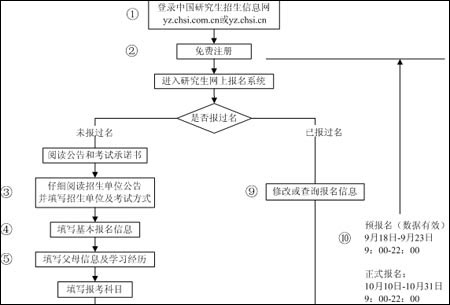 ①
登录中国研究生招生信息网
yz.chsi.com.cn或yz.chsi.cn
②
免费注册
进入研究生网上报名系统
是否报过名
未报过名
已报过名
阅读公告和考试承诺书
③
仔细阅读招生单位公告
并填写招生单位及考试方式
⑨
修改或查询报名信息
④
填写基本报名信息
⑤
填写父母信息及学习经历
填写报考科目
⑩
预报名（数据有效）
9月18日-9月23日
9：00-22：00
正式报名：
10月10日-10月31日
9：00-22：00